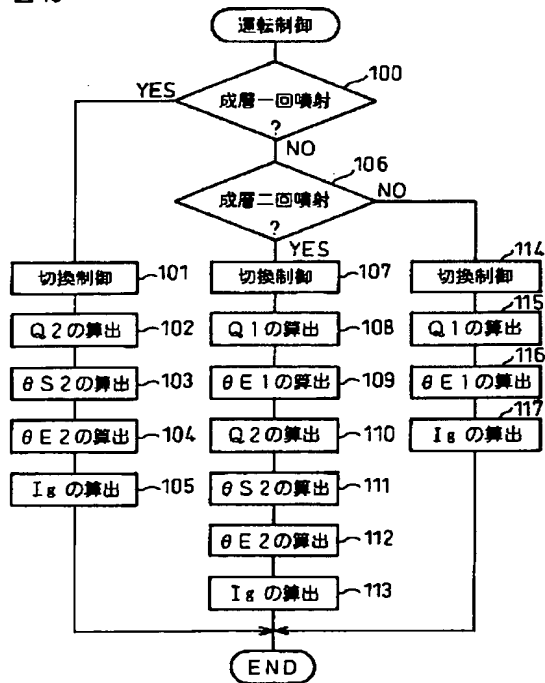 運転制御
100
成層一回噴射
?
YES
NO
106
成層二回噴射
?
NO
YES
切換制御 101
Q2の算出 102
θS2の算出 103
θE2の算出 104
Igの算出 105
切換制御 107
Q1の算出 108
θE1の算出 109
Q2の算出 110
θS2の算出 111
θE2の算出 112
Igの算出 113
114
切換制御
115
Q1の算出
116
θE1の算出
117
Igの算出
END